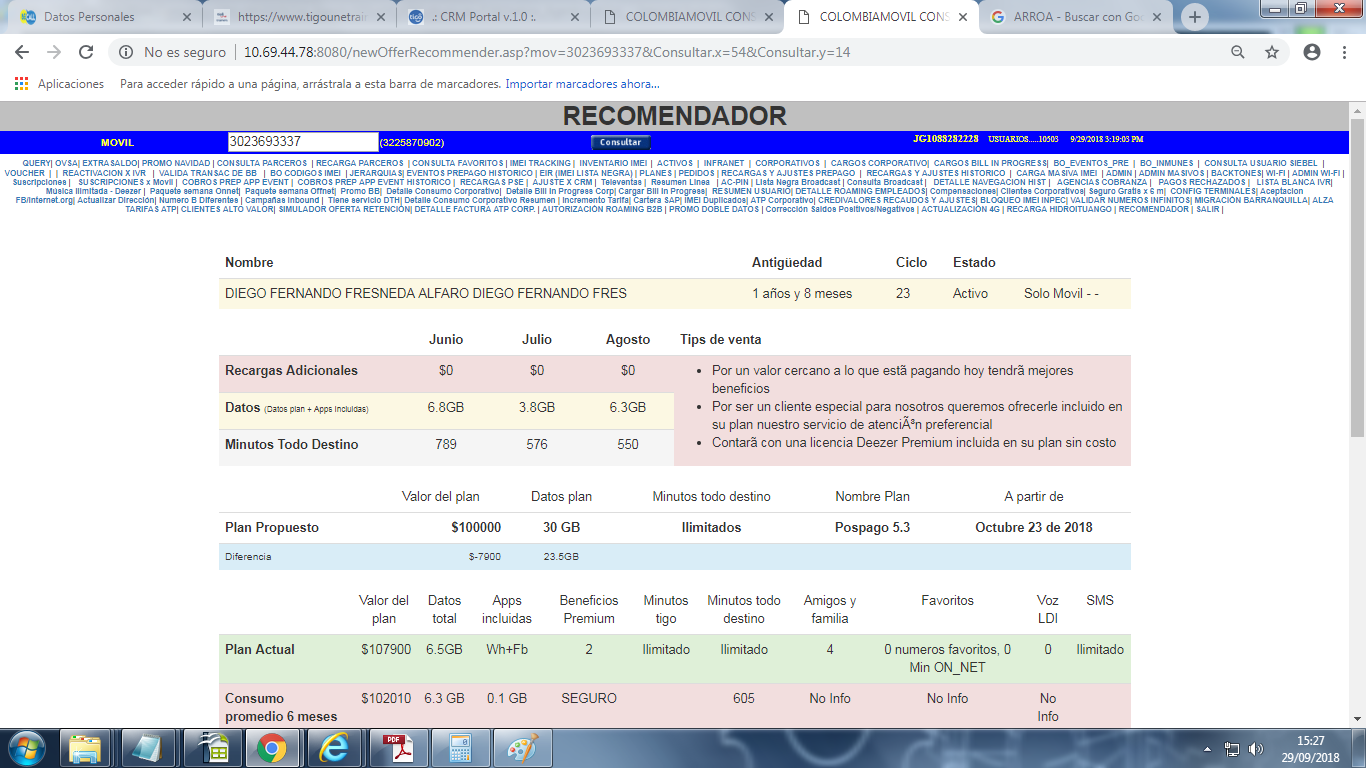 Datos Personales
https://www.tigounetrain
.: CRM Portal v.1.0 :.
COLOMBIAMOVIL CONS
COLOMBIAMOVIL CONS
ARROA - Buscar con Goo
No es seguro | 10.69.44.78:8080/newOfferRecommender.asp?mov=3023693337&Consultar.x=54&Consultar.y=14
Aplicaciones Para acceder rápido a una página, arrástrala a esta barra de marcadores. Importar marcadores ahora...
RECOMENDADOR
MOVIL 3023693337 (3225870902) Consultar JG1088282228 USUARIOS.....10503 9/29/2018 3:19:03 PM
QUERY| OVSA| EXTRASALDO| PROMO NAVIDAD | CONSULTA PARCEROS | RECARGA PARCEROS | CONSULTA FAVORITOS | IMEI TRACKING | INVENTARIO IMEI | ACTIVOS | INFRANET | CORPORATIVOS | CARGOS CORPORATIVO| CARGOS BILL IN PROGRESS| BO_EVENTOS_PRE | BO_INMUNES | CONSULTA USUARIO SIEBEL |
VOUCHER | | REACTIVACION X IVR | VALIDA TRANSAC DE BB | BO CODIGOS IMEI | JERARQUIAS| EVENTOS PREPAGO HISTORICO | EIR (IMEI LISTA NEGRA) | PLANES | PEDIDOS | RECARGAS Y AJUSTES PREPAGO | RECARGAS Y AJUSTES HISTORICO | CARGA MASIVA IMEI | ADMIN | ADMIN MASIVOS | BACKTONES| WI-FI | ADMIN WI-FI |
Suscripciones | SUSCRIPCIONES x Movil | COBROS PREP APP EVENT | COBROS PREP APP EVENT HISTORICO | RECARGAS PSE | AJUSTE X CRM | Televentas | Resumen Linea | AC-PIN | Lista Negra Broadcast | Consulta Broadcast | DETALLE NAVEGACION HIST | AGENCIAS COBRANZA | PAGOS RECHAZADOS | LISTA BLANCA IVR|
Música Ilimitada - Deezer | Paquete semana Onnet| Paquete semana Offnet| Promo BB| Detalle Consumo Corporativo| Detalle Bill In Progress Corp| Cargar Bill In Progress| RESUMEN USUARIO| DETALLE ROAMING EMPLEADOS| Compensaciones| Clientes Corporativos| Seguro Gratis x 6 m| CONFIG TERMINALES| Aceptacion
FB/Internet.org| Actualizar Dirección| Numero B Diferentes | Campañas Inbound | Tiene servicio DTH| Detalle Consumo Corporativo Resumen | Incremento Tarifa| Cartera SAP| IMEI Duplicados| ATP Corporativo| CREDIVALORES RECAUDOS Y AJUSTES| BLOQUEO IMEI INPEC| VALIDAR NUMEROS INFINITOS| MIGRACIÓN BARRANQUILLA| ALZA
TARIFAS ATP| CLIENTES ALTO VALOR| SIMULADOR OFERTA RETENCIÓN| DETALLE FACTURA ATP CORP. | AUTORIZACIÓN ROAMING B2B | PROMO DOBLE DATOS | Corrección Saldos Positivos/Negativos | ACTUALIZACIÓN 4G | RECARGA HIDROITUANGO | RECOMENDADOR | SALIR |
Nombre Antigüedad Ciclo Estado
DIEGO FERNANDO FRESNEDA ALFARO DIEGO FERNANDO FRES 1 años y 8 meses 23 Activo Solo Movil - -
Junio Julio Agosto Tips de venta
Recargas Adicionales $0 $0 $0
Datos (Datos plan + Apps Incluidas) 6.8GB 3.8GB 6.3GB
Minutos Todo Destino 789 576 550
• Por un valor cercano a lo que estã pagando hoy tendrã mejores
beneficios
• Por ser un cliente especial para nosotros queremos ofrecerle incluido en
su plan nuestro servicio de atenciÃ³n preferencial
• Contarã con una licencia Deezer Premium incluida en su plan sin costo
Valor del plan Datos plan Minutos todo destino Nombre Plan A partir de
Plan Propuesto $100000 30 GB Ilimitados Pospago 5.3 Octubre 23 de 2018
Diferencia $-7900 23.5GB
Valor del Datos Apps Beneficios Minutos Minutos todo Amigos y Favoritos Voz SMS
plan total incluidas Premium tigo destino familia LDI
Plan Actual $107900 6.5GB Wh+Fb 2 Ilimitado Ilimitado 4 0 numeros favoritos, 0 0 Ilimitado
Min ON_NET
Consumo $102010 6.3 GB 0.1 GB SEGURO 605 No Info No Info No
promedio 6 meses Info
15:27
29/09/2018